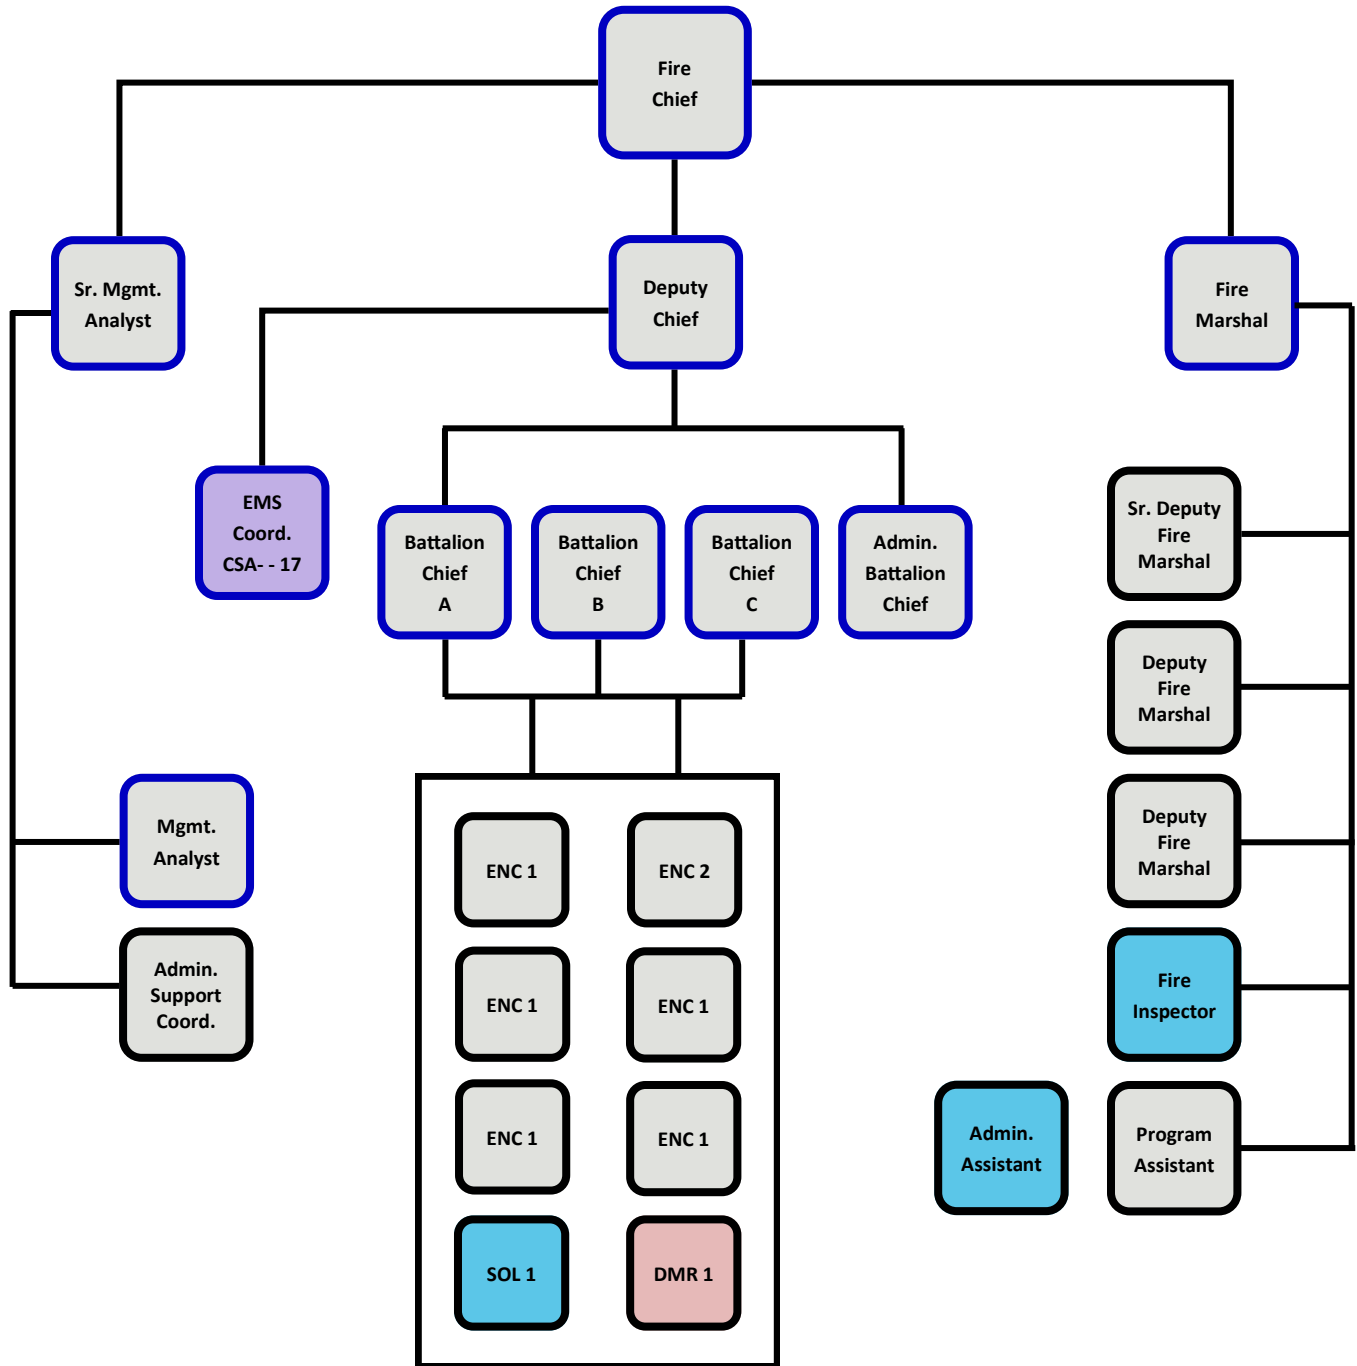 Fire
Chief
Sr. Mgmt.
Analyst
Deputy
Chief
Fire
Marshal
EMS
Coord.
CSA- - 17
Battalion
Chief
A
Battalion
Chief
B
Battalion
Chief
C
Admin.
Battalion
Chief
Sr. Deputy
Fire
Marshal
Deputy
Fire
Marshal
Mgmt.
Analyst
Deputy
Fire
Marshal
ENC 1
ENC 2
Admin.
Support
Coord.
ENC 1
ENC 1
Fire
Inspector
ENC 1
ENC 1
Admin.
Assistant
Program
Assistant
SOL 1
DMR 1